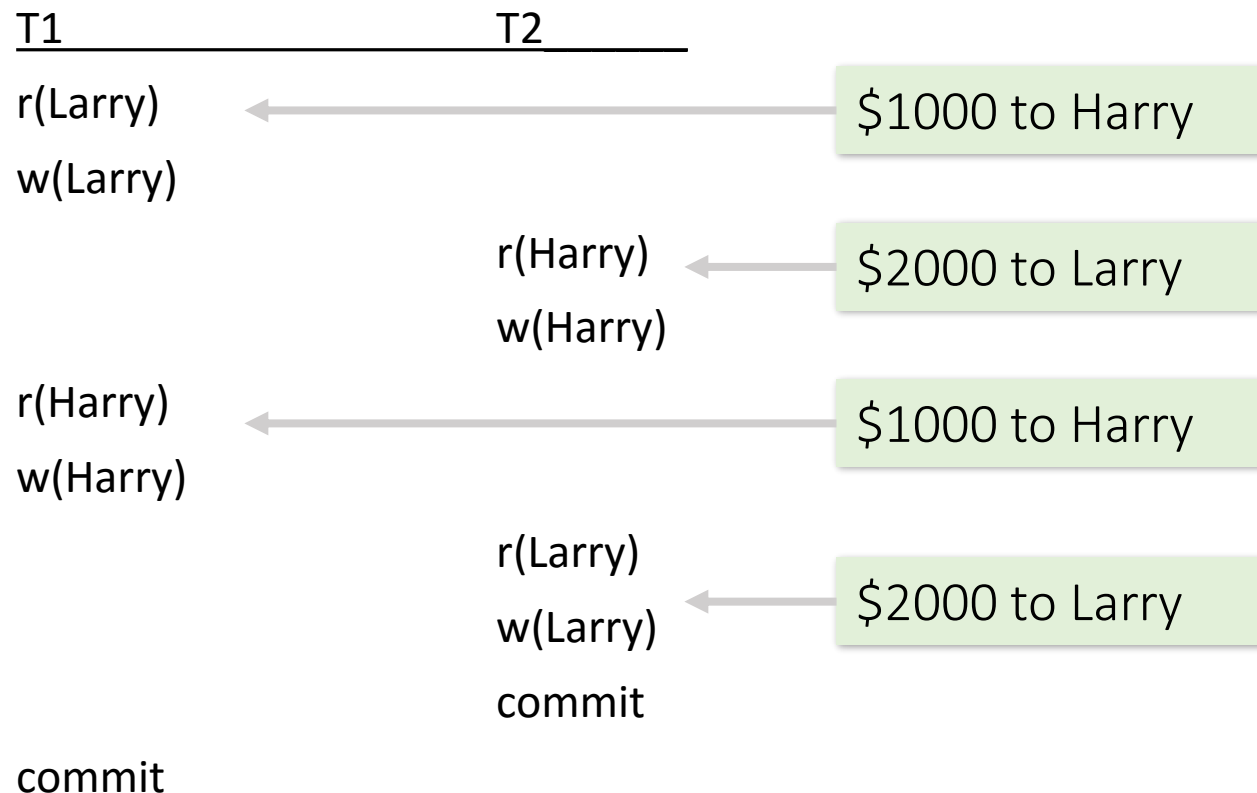 T1 T2
r(Larry) $1000 to Harry
w(Larry)
r(Harry) $2000 to Larry
w(Harry)
r(Harry) $1000 to Harry
w(Harry)
r(Larry)
$2000 to Larry
w(Larry)
commit
commit